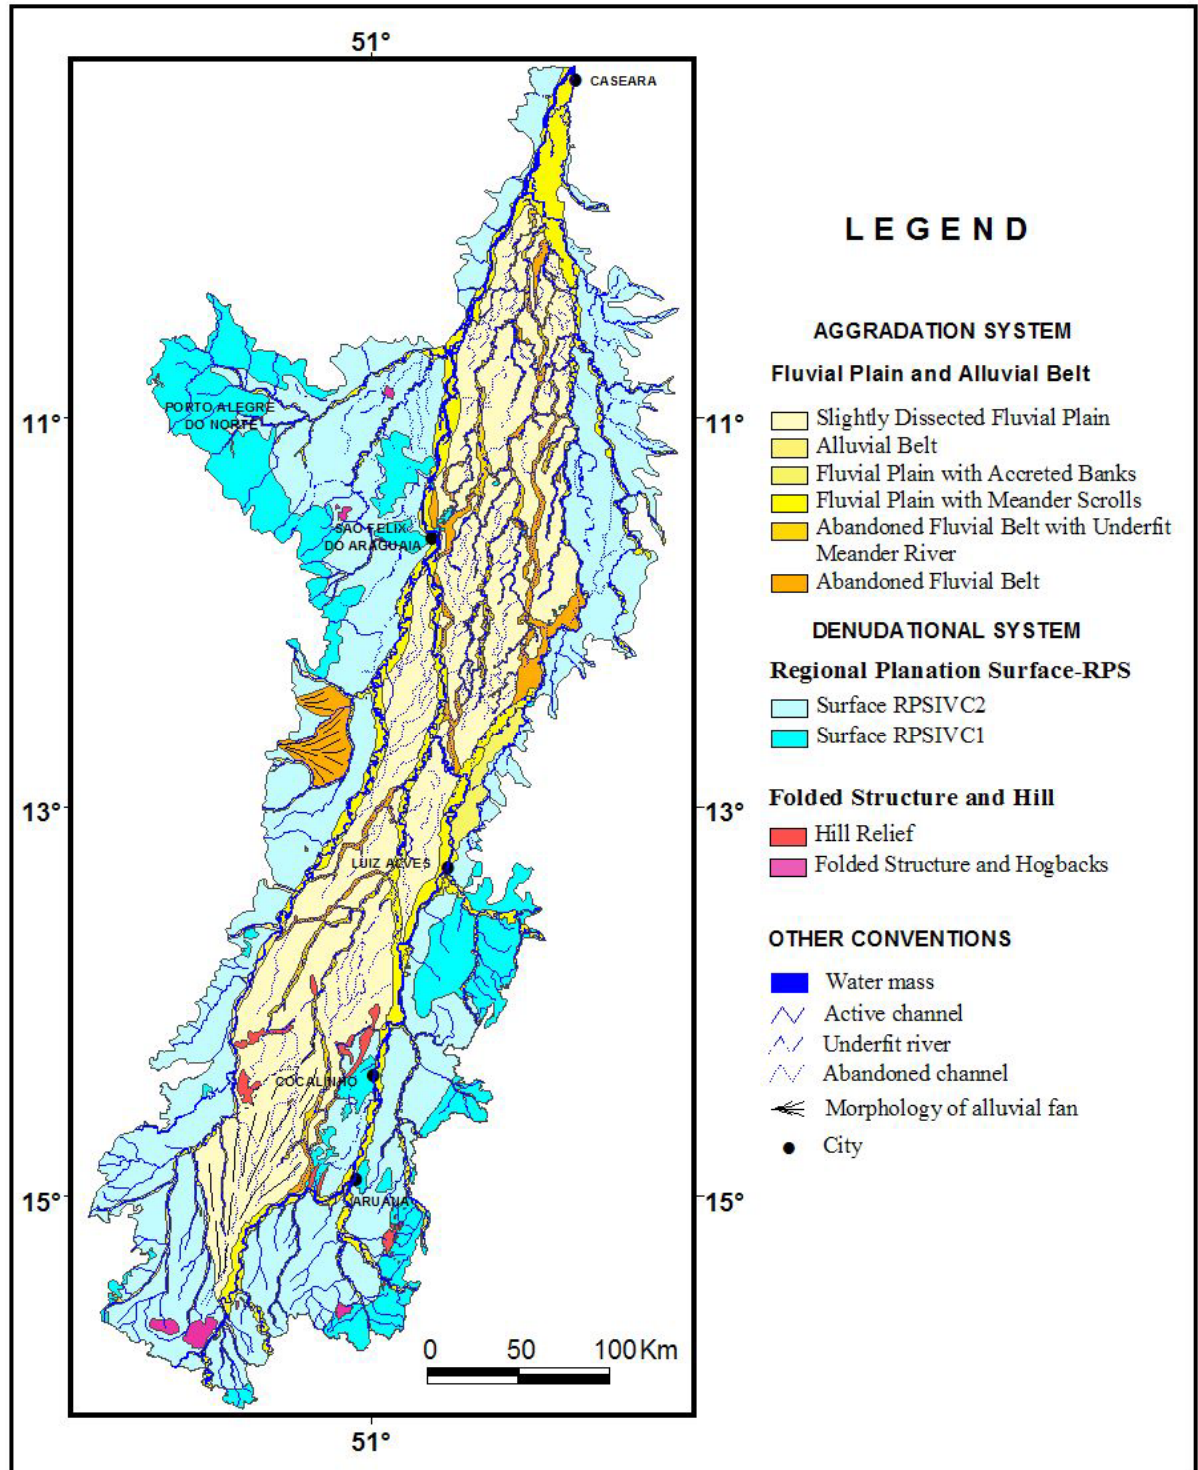 51°
CASEARA
PORTO ALEGRE
DO NORTE
11°
11°
SAO FELIX
DO ARAGUAIA
13°
13°
LUIZ ALVES
COCALINHO
15°
15°
ARUANA
0 50 100 Km
51°
LEGEND
AGGRADATION SYSTEM
Fluvial Plain and Alluvial Belt
Slightly Dissected Fluvial Plain
Alluvial Belt
Fluvial Plain with Accreted Banks
Fluvial Plain with Meander Scrolls
Abandoned Fluvial Belt with Underfit
Meander River
Abandoned Fluvial Belt
DENUDATIONAL SYSTEM
Regional Planation Surface-RPS
Surface RPSIVC2
Surface RPSIVC1
Folded Structure and Hill
Hill Relief
Folded Structure and Hogbacks
OTHER CONVENTIONS
Water mass
Active channel
Underfit river
Abandoned channel
Morphology of alluvial fan
City